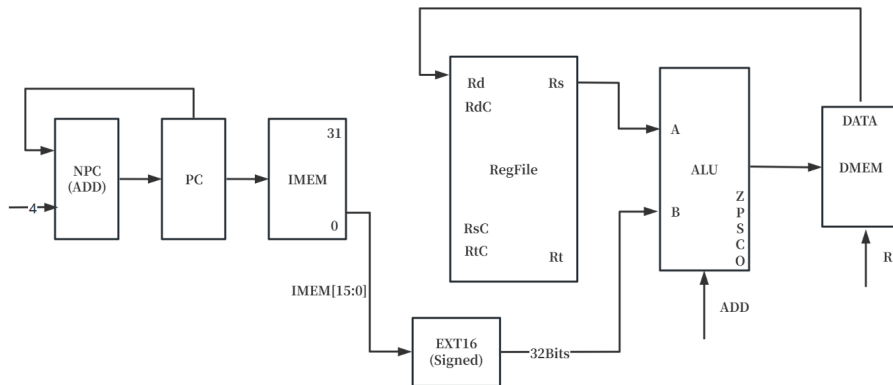 Rd
Rs
RdC
DATA
31
A
NPC
(ADD)
PC
IMEM
RegFile
ALU
DMEM
4
Z
P
S
C
O
B
0
RsC
RtC
Rt
R
IMEM[15:0]
ADD
EXT16
(Signed)
32Bits